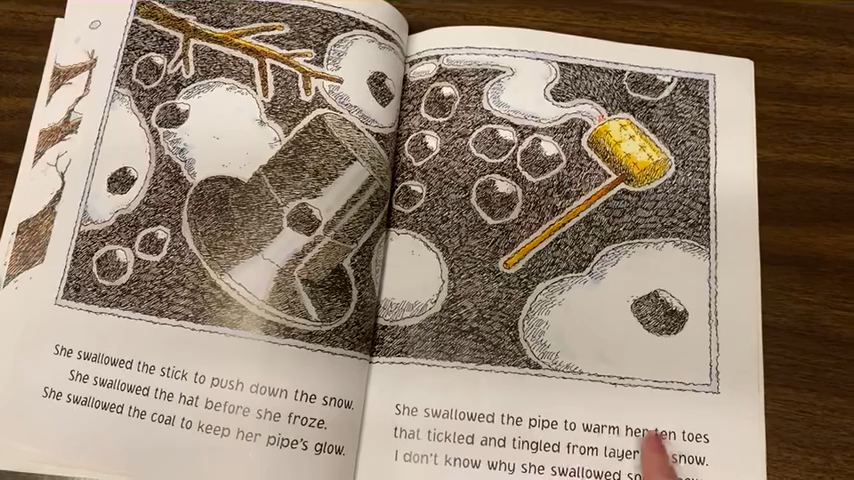 She swallowed the stick to push down the snow.
She swallowed the hat before she froze.
She swallowed the coal to keep her pipe's glow.
She swallowed the pipe to warm her ten toes
that tickled and tingled from layer snow.
I don't know why she swallowed